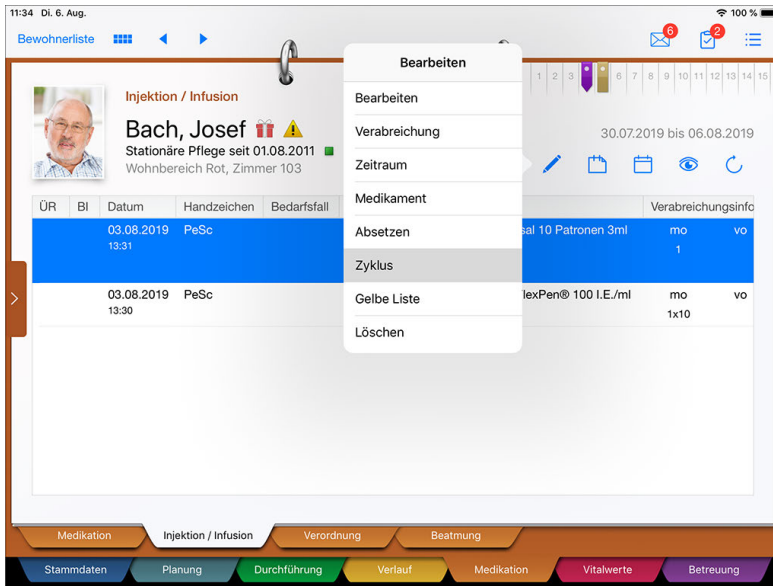 11:34 Di. 6. Aug. 100 %
Bewohnerliste 6 2
Bearbeiten
1 2 3 6 7 8 9 10 11 12 13 14 15
Injektion / Infusion
Bach, Josef
Stationäre Pflege seit 01.08.2011
Wohnbereich Rot, Zimmer 103
30.07.2019 bis 06.08.2019
Bearbeiten
Verabreichung
Zeitraum
Medikament
Absetzen
Zyklus
Gelbe Liste
Löschen
ÜR BI Datum Handzeichen Bedarfsfall Verabreichungsinfo
03.08.2019 PeSc sal 10 Patronen 3ml mo vo
13:31 1
03.08.2019 PeSc lexPen® 100 I.E./ml mo vo
13:30 1x10
Medikation Injektion / Infusion Verordnung Beatmung
Stammdaten Planung Durchführung Verlauf Medikation Vitalwerte Betreuung